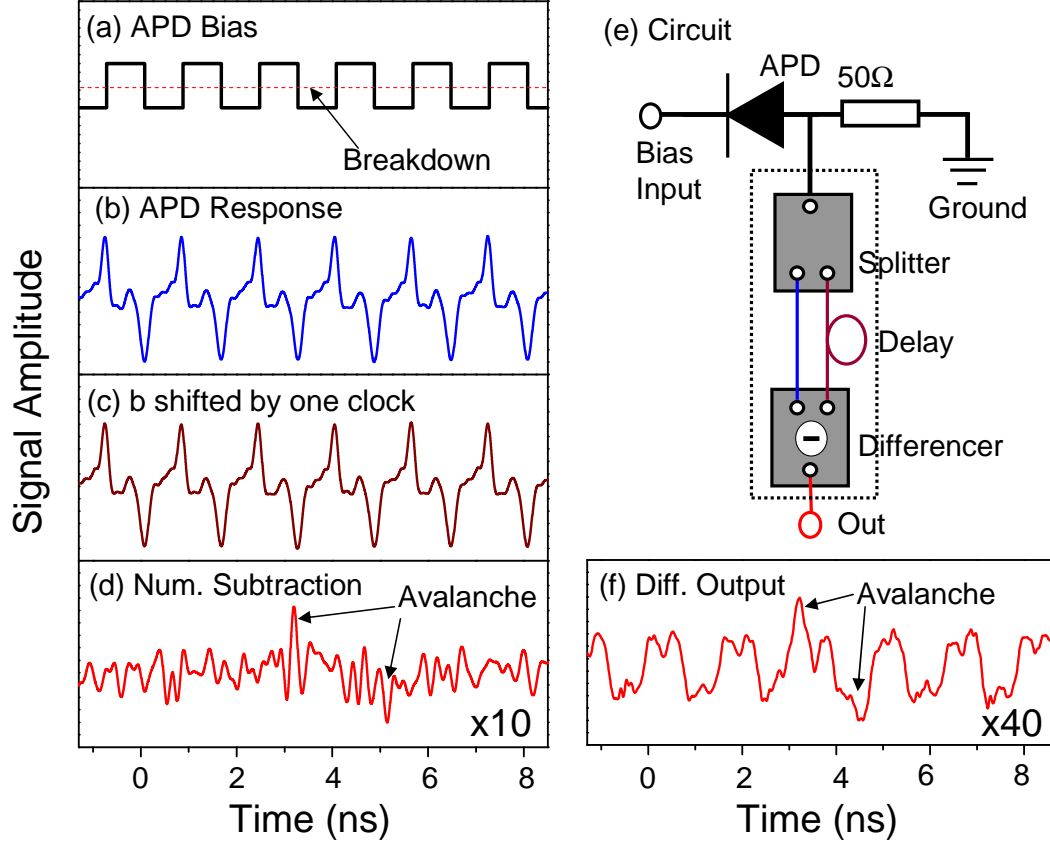 (a) APD Bias
Breakdown
(b) APD Response
(c) b shifted by one clock
(d) Num. Subtraction
Avalanche
x10
0 2 4 6 8
Time (ns)
Signal Amplitude
(e) Circuit
APD
50Ω
Bias
Input
Ground
Splitter
Delay
-
Differencer
Out
(f) Diff. Output
Avalanche
x40
0 2 4 6 8
Time (ns)